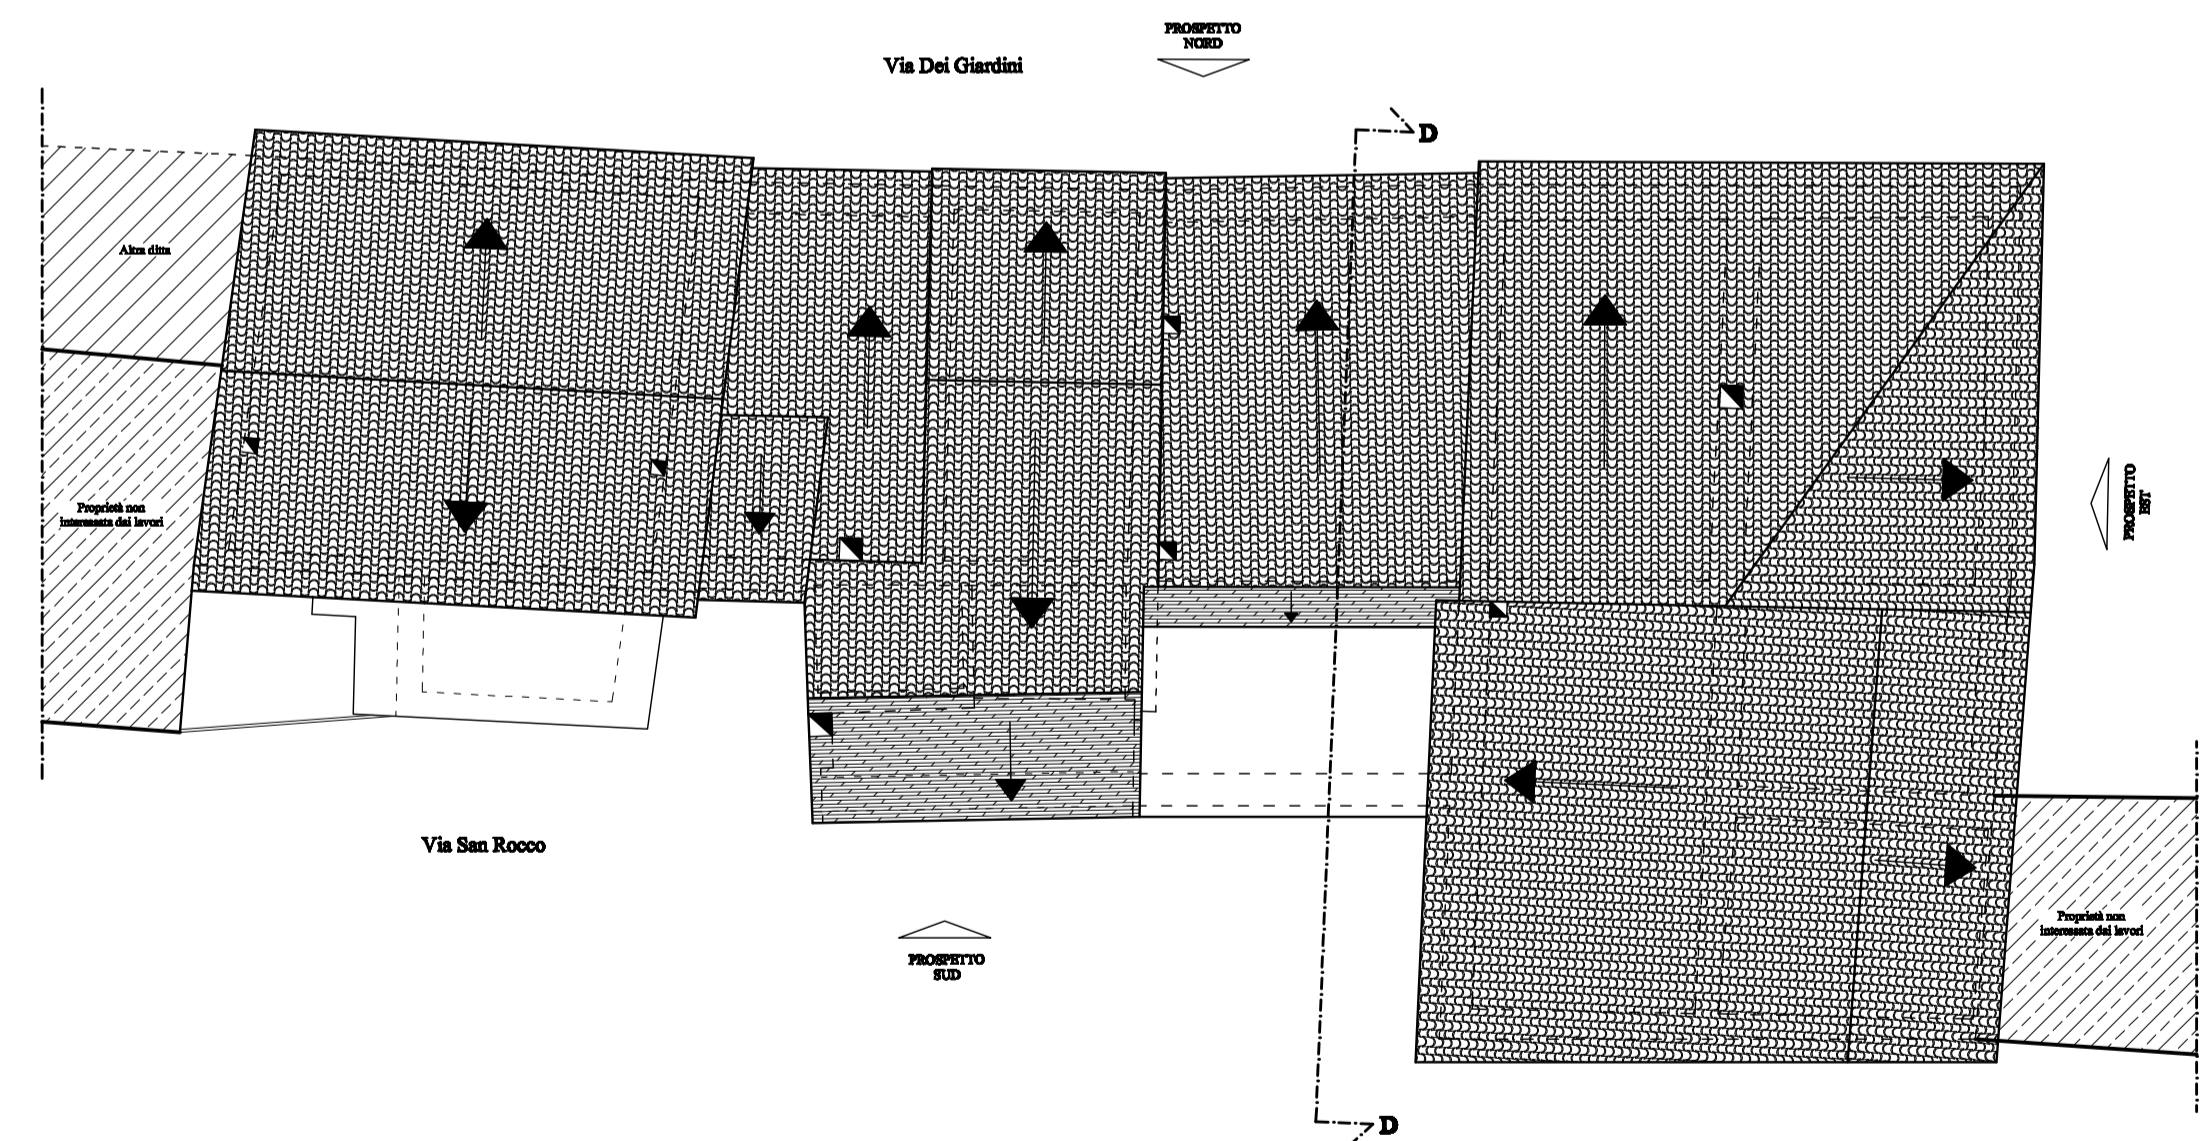 PROSPETTO
NORD
Via Dei Giardini
D
Altra ditta
PROSPETTO
EST
Proprietà non
interessata dai lavori
Via San Rocco
Proprietà non
interessata dai lavori
PROSPETTO
SUD
D